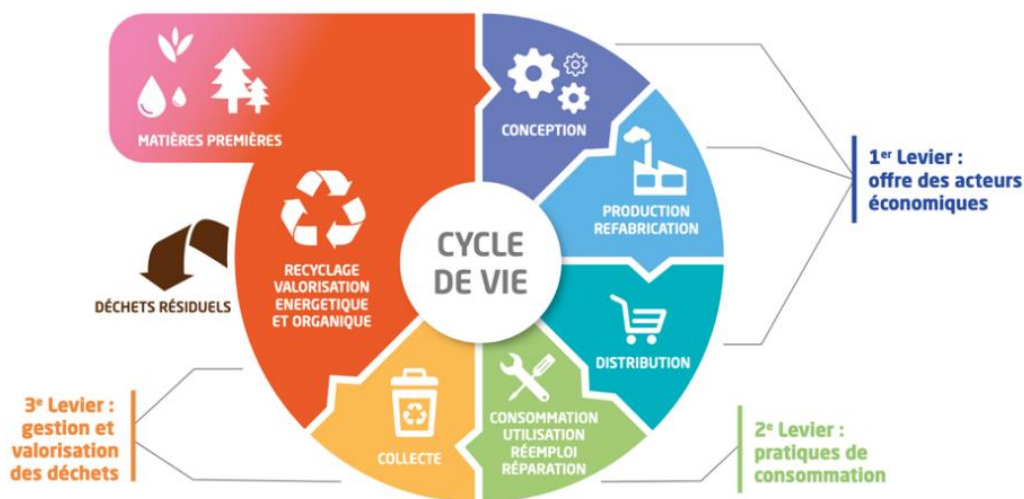 MATIÈRES PREMIÈRES
CONCEPTION
PRODUCTION
REFABRICATION
DISTRIBUTION
CONSOMMATION
UTILISATION
RÉEMPLOI
RÉPARATION
COLLECTE
RECYCLAGE
VALORISATION
ENERGETIQUE
ET ORGANIQUE
DÉCHETS RÉSIDUELS
CYCLE
DE VIE
1er Levier :
offre des acteurs
économiques
2e Levier :
pratiques de
consommation
3e Levier :
gestion et
valorisation
des déchets